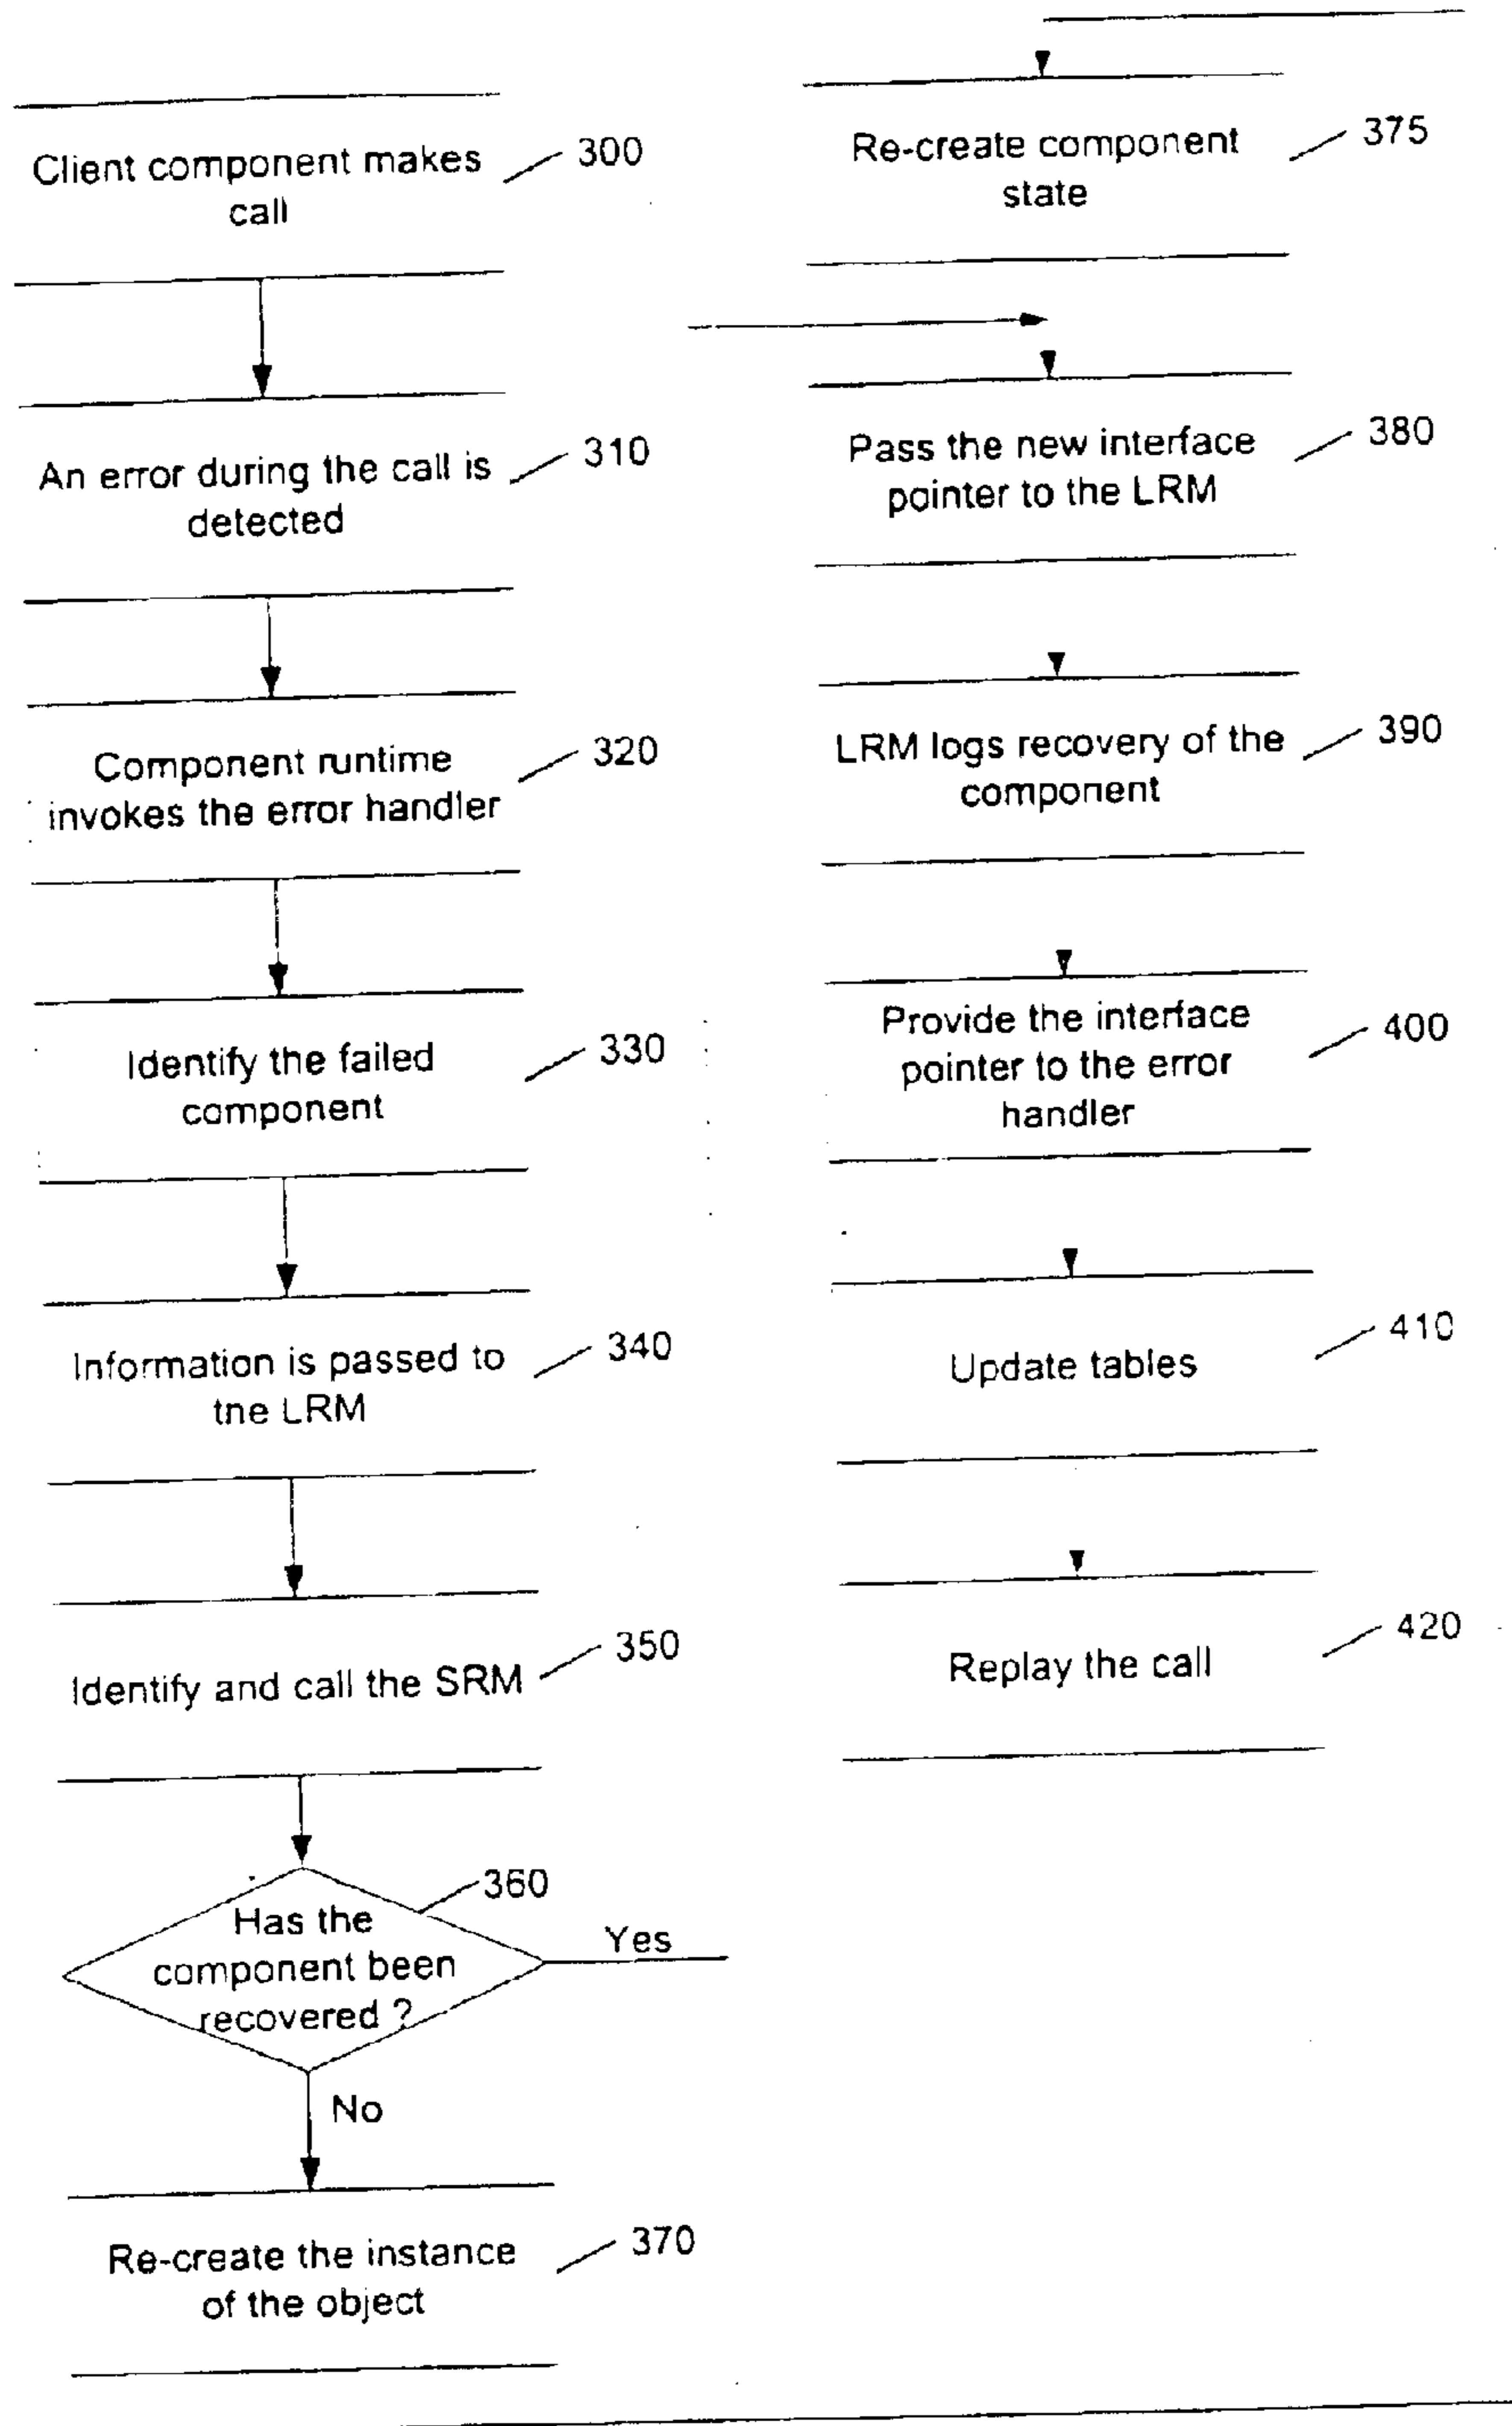 Client component makes
call
300
An error during the call is
detected
310
Component runtime
invokes the error handler
320
Identify the failed
component
330
Information is passed to
tne LRM
340
Identify and call the SRM
350
360
Has the
component been
recovered ?
Yes
No
Re-create the instance
of the object
370
Re-create component
state
375
Pass the new interface
pointer to the LRM
380
LRM logs recovery of the
component
390
Provide the interface
pointer to the error
handler
400
Update tables
410
Replay the call
420